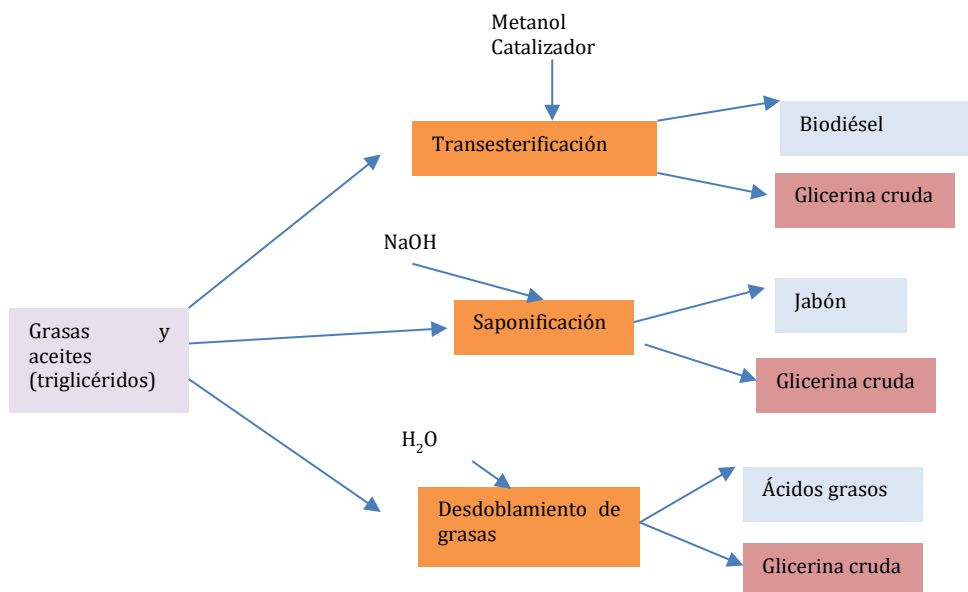 Metanol
Catalizador
Transesterificación
Biodiésel
Glicerina cruda
NaOH
Saponificación
Jabón
Glicerina cruda
Grasas y
aceites
(triglicéridos)
H₂O
Desdoblamiento de
grasas
Ácidos grasos
Glicerina cruda